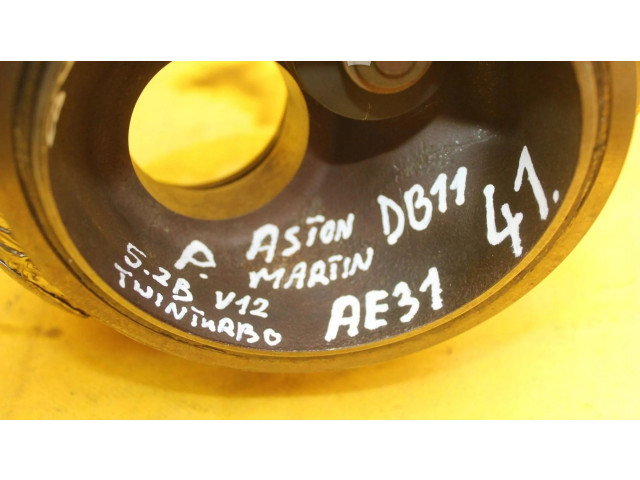 P. ASTON DB11 41.
MARTIN
5.2B V12
TWINTURBO
AE31